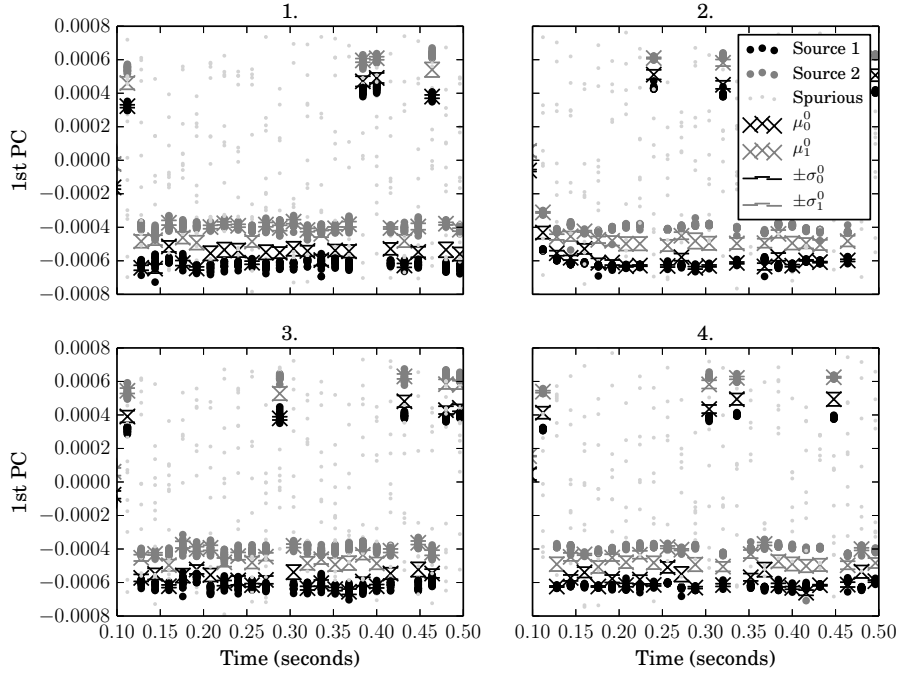 1.
2.
0.0008
0.0006
0.0004
0.0002
0.0000
−0.0002
−0.0004
−0.0006
−0.0008
1st PC
Source 1
Source 2
Spurious
μ₀⁰
μ₁⁰
±σ₀⁰
±σ₁⁰
3.
4.
0.0008
0.0006
0.0004
0.0002
0.0000
−0.0002
−0.0004
−0.0006
−0.0008
1st PC
0.10 0.15 0.20 0.25 0.30 0.35 0.40 0.45 0.50
0.10 0.15 0.20 0.25 0.30 0.35 0.40 0.45 0.50
Time (seconds)
Time (seconds)